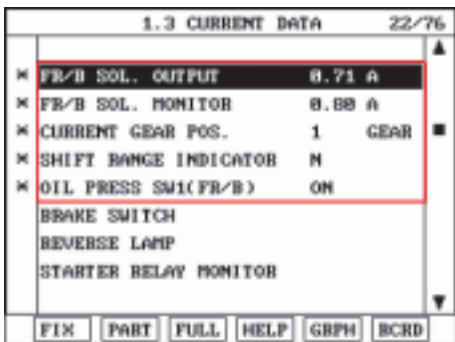 1.3 CURRENT DATA 22/76
× FR/B SOL. OUTPUT 0.71 A
× FR/B SOL. MONITOR 0.80 A
× CURRENT GEAR POS. 1 GEAR
× SHIFT RANGE INDICATOR N
× OIL PRESS SW1(FR/B) ON
BRAKE SWITCH
REVERSE LAMP
STARTER RELAY MONITOR
FIX PART FULL HELP GRPH RCRD